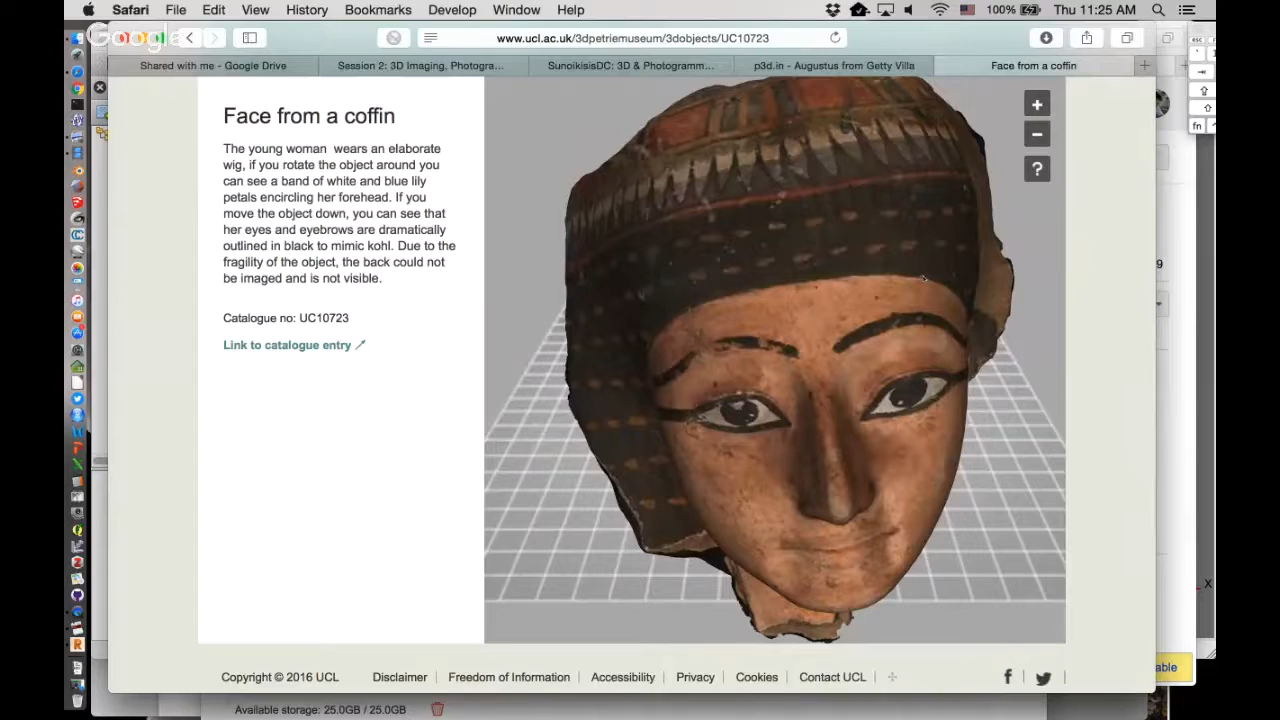 Safari File Edit View History Bookmarks Develop Window Help
100% Thu 11:25 AM
Google
www.ucl.ac.uk/3dpetriemuseum/3dobjects/UC10723
Shared with me - Google Drive
Session 2: 3D Imaging, Photogra...
SunoikisisDC: 3D & Photogramm...
p3d.in - Augustus from Getty Villa
Face from a coffin
esc
fn
Face from a coffin
The young woman wears an elaborate
wig, if you rotate the object around you
can see a band of white and blue lily
petals encircling her forehead. If you
move the object down, you can see that
her eyes and eyebrows are dramatically
outlined in black to mimic kohl. Due to the
fragility of the object, the back could not
be imaged and is not visible.
Catalogue no: UC10723
Link to catalogue entry
+
−
?
9
X
able
Copyright © 2016 UCL
Disclaimer
Freedom of Information
Accessibility
Privacy
Cookies
Contact UCL
Available storage: 25.0GB / 25.0GB